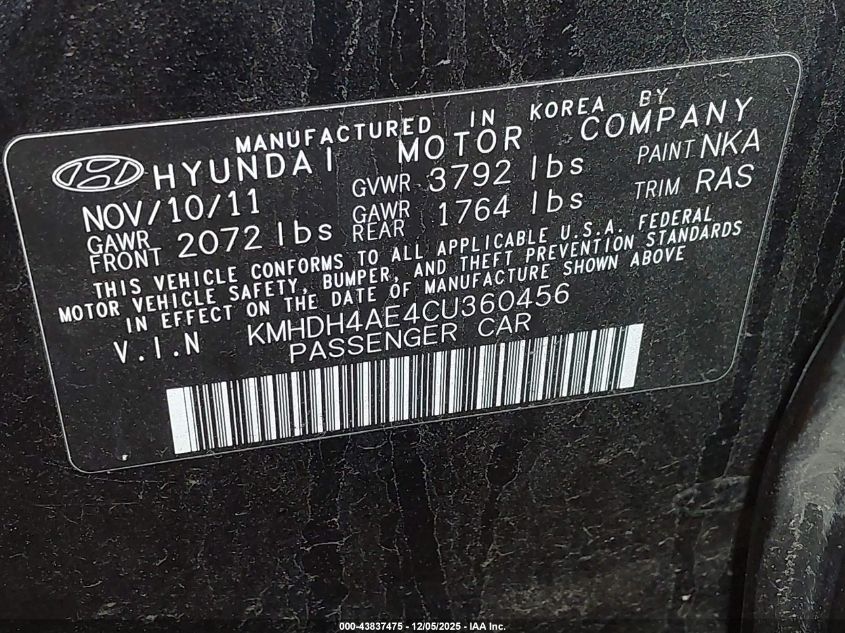 MANUFACTURED IN KOREA BY
HYUNDAI MOTOR COMPANY
NOV/10/11 GVWR 3792 lbs PAINT NKA
GAWR FRONT 2072 lbs GAWR REAR 1764 lbs TRIM RAS
THIS VEHICLE CONFORMS TO ALL APPLICABLE U.S.A. FEDERAL
MOTOR VEHICLE SAFETY, BUMPER, AND THEFT PREVENTION STANDARDS
IN EFFECT ON THE DATE OF MANUFACTURE SHOWN ABOVE
V.I.N KMHDH4AE4CU360456
PASSENGER CAR
000-43837475 - 12/05/2025 - IAA Inc.